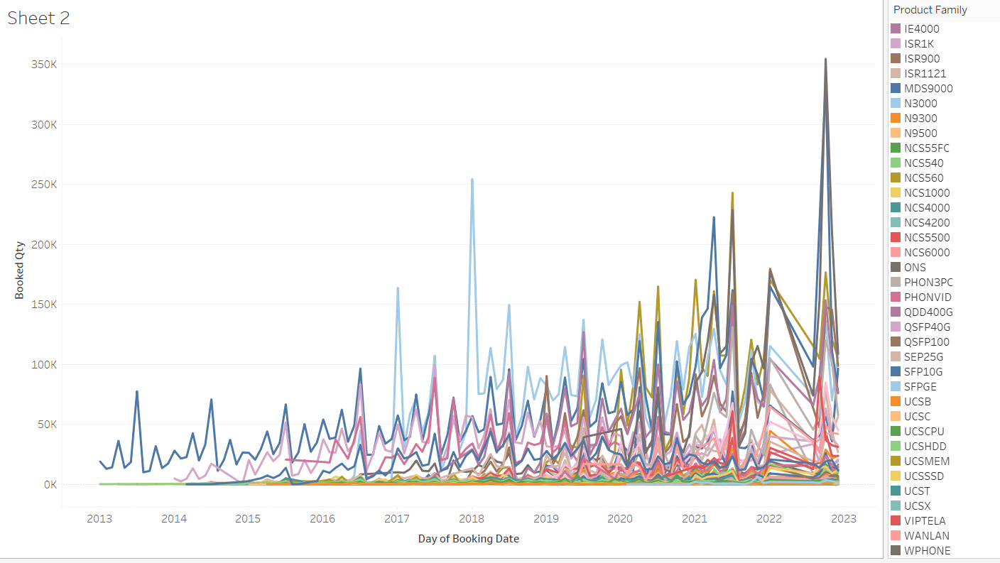 Sheet 2
Product Family
IE4000
ISR1K
ISR900
ISR1121
MDS9000
N3000
N9300
N9500
NCS55FC
NCS540
NCS560
NCS1000
NCS4000
NCS4200
NCS5500
NCS6000
ONS
PHON3PC
PHONVID
QDD400G
QSFP40G
QSFP100
SEP25G
SFP10G
SFPGE
UCSB
UCSC
UCSCPU
UCSHDD
UCSMEM
UCSSSD
UCST
UCSX
VIPTELA
WANLAN
WPHONE
350K
300K
250K
200K
150K
100K
50K
0K
Booked Qty
2013 2014 2015 2016 2017 2018 2019 2020 2021 2022 2023
Day of Booking Date